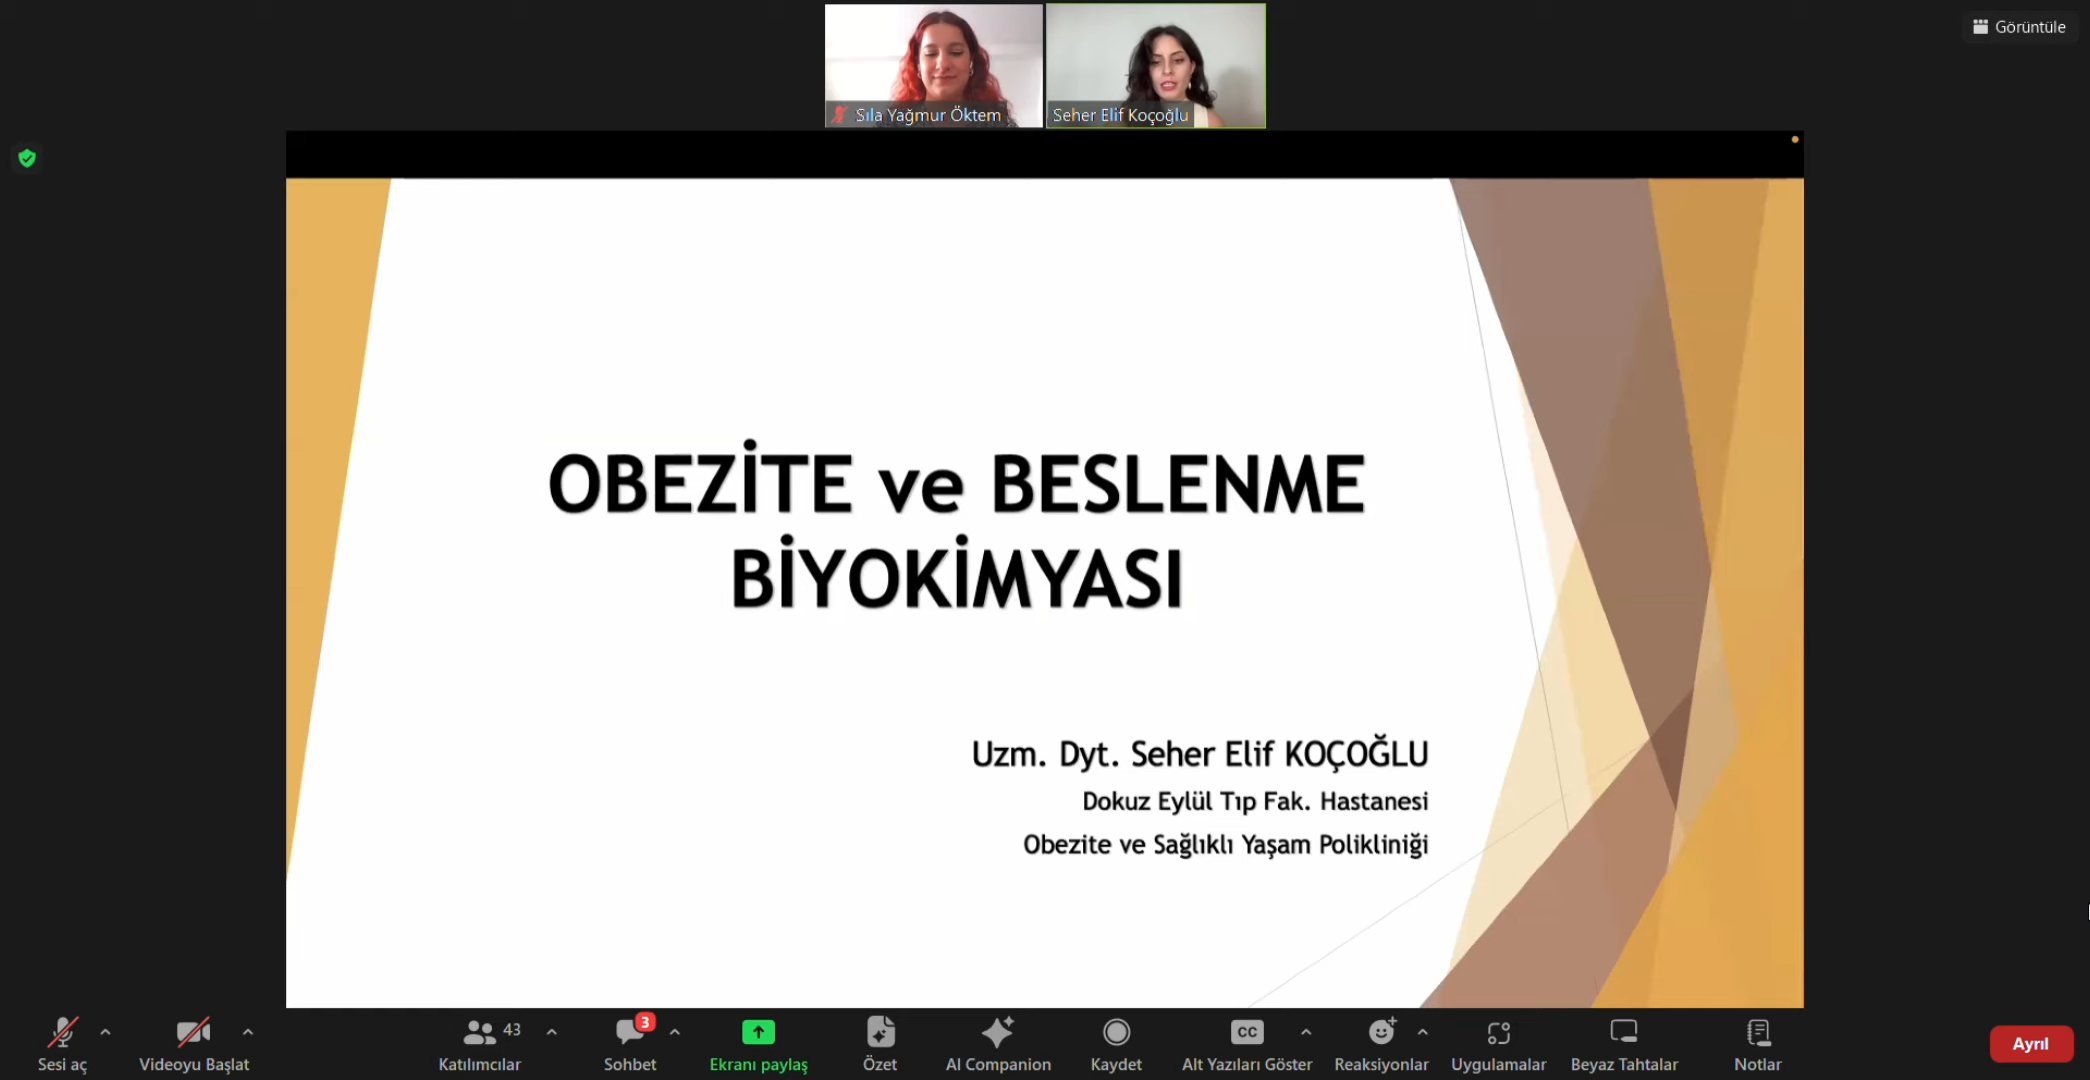 Görüntüle
Sıla Yağmur Öktem
Seher Elif Koçoğlu
OBEZİTE ve BESLENME
BİYOKİMYASI
Uzm. Dyt. Seher Elif KOÇOĞLU
Dokuz Eylül Tıp Fak. Hastanesi
Obezite ve Sağlıklı Yaşam Polikliniği
Sesi aç
Videoyu Başlat
43
Katılımcılar
3
Sohbet
Ekranı paylaş
Özet
AI Companion
Kaydet
CC
Alt Yazıları Göster
Reaksiyonlar
Uygulamalar
Beyaz Tahtalar
Notlar
Ayrıl